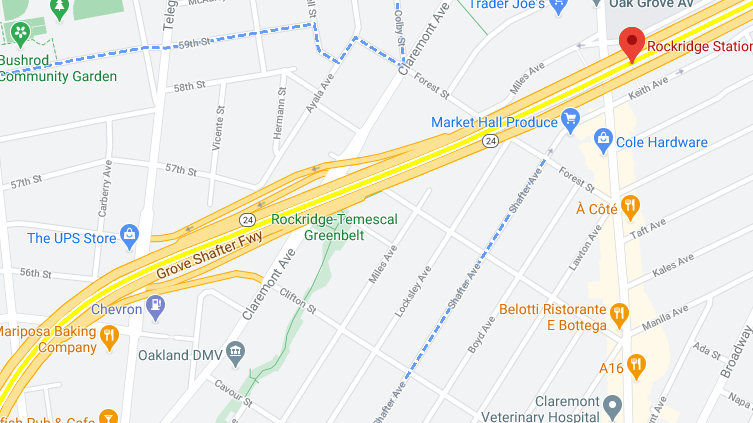 Trader Joe's
Oak Grove Av
McAu
Teleg
ll St
Colby St
Claremont Ave
59th St
Bushrod
Community Garden
Rockridge Station
Miles Ave
Forest St
Keith Ave
58th St
Hermann St
Ayala Ave
Vicente St
Market Hall Produce
24
Cole Hardware
57th St
57th St
Carberry Ave
Forest St
Shafter Ave
À Côté
24
Rockridge-Temescal
Greenbelt
Taft Ave
The UPS Store
Grove Shafter Fwy
Lawton Ave
Kales Ave
56th St
Claremont Ave
Miles Ave
Locksley Ave
Shafter Ave
Chevron
Clifton St
Boyd Ave
Belotti Ristorante
E Bottega
Manila Ave
Mariposa Baking
Company
Oakland DMV
Ada St
Broadway
A16
Cavour St
Shafter Ave
Claremont
Veterinary Hospital
Napa
nt Ave
fish Pub & Cafe